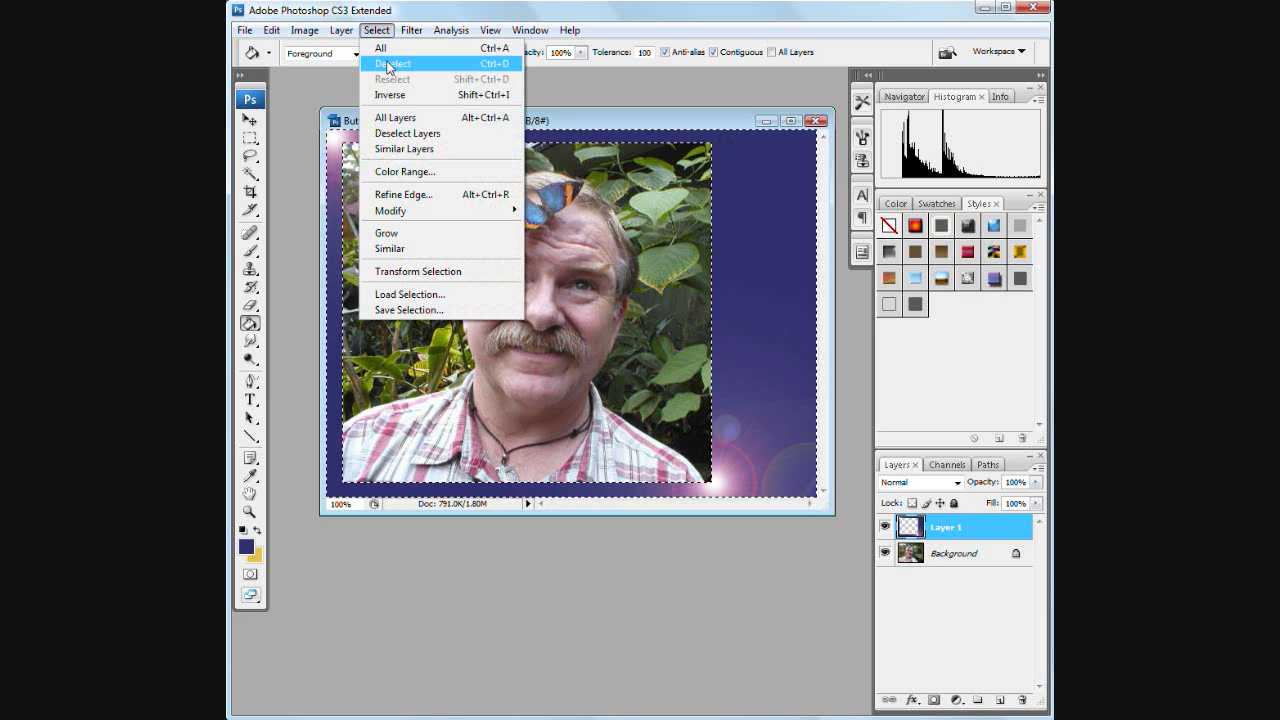 Adobe Photoshop CS3 Extended
File Edit Image Layer Select Filter Analysis View Window Help
Foreground
100% Tolerance: 100 Anti-alias Contiguous All Layers
Workspace
All Ctrl+A
Deselect Ctrl+D
Reselect Shift+Ctrl+D
Inverse Shift+Ctrl+I
All Layers Alt+Ctrl+A
Deselect Layers
Similar Layers
Color Range...
Refine Edge... Alt+Ctrl+R
Modify
Grow
Similar
Transform Selection
Load Selection...
Save Selection...
Ps
B/8#)
100% Doc: 791.0K/1.80M
Navigator Histogram Info
Color Swatches Styles
Layers Channels Paths
Normal Opacity: 100%
Lock: Fill: 100%
Layer 1
Background